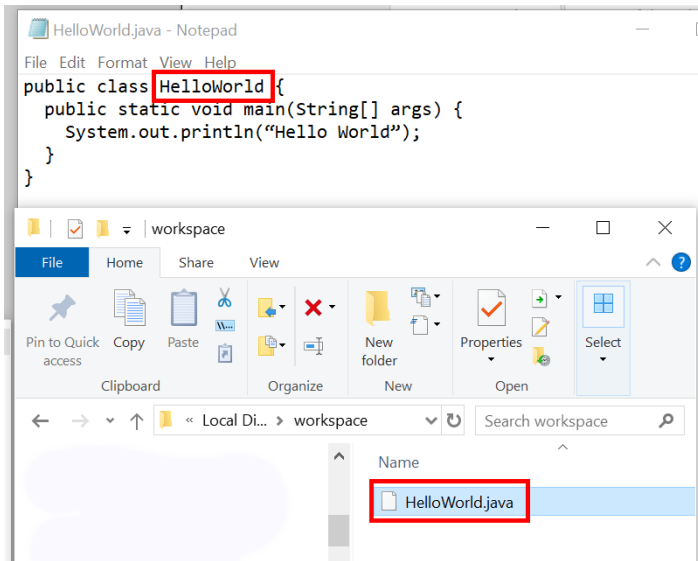 HelloWorld.java - Notepad
File Edit Format View Help
public class HelloWorld {
public static void main(String[] args) {
System.out.println(“Hello World”);
}
}
workspace
File Home Share View
Pin to Quick access Copy Paste New folder Properties Select
Clipboard Organize New Open
« Local Di... > workspace Search workspace
Name
HelloWorld.java